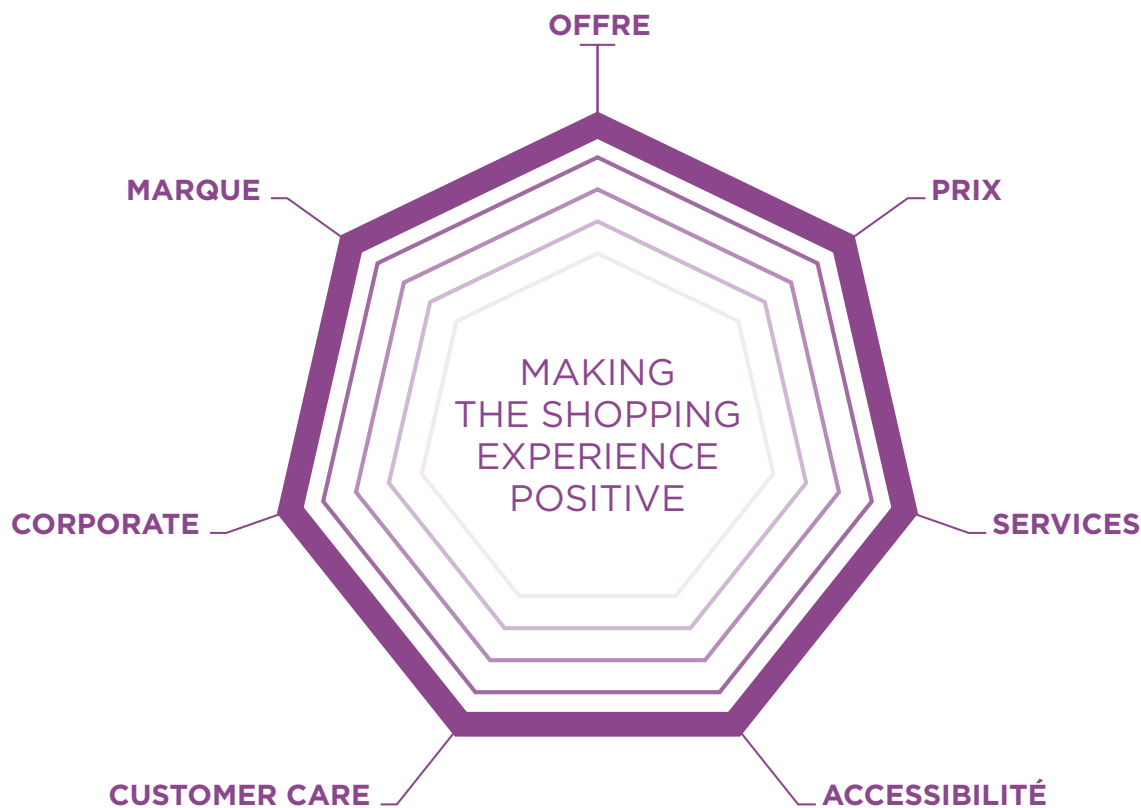 OFFRE
MARQUE
PRIX
MAKING
THE SHOPPING
EXPERIENCE
POSITIVE
CORPORATE
SERVICES
CUSTOMER CARE
ACCESSIBILITÉ